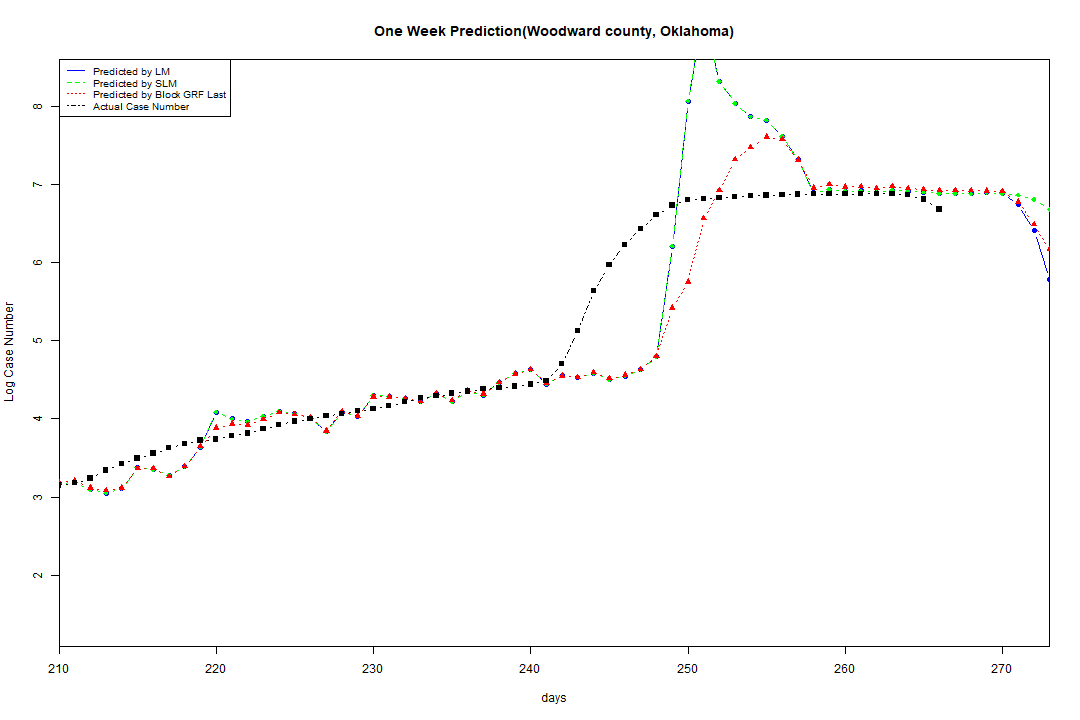 One Week Prediction(Woodward county, Oklahoma)
Predicted by LM
Predicted by SLM
Predicted by Block GRF Last
Actual Case Number
8
7
6
5
4
3
2
Log Case Number
210 220 230 240 250 260 270
days